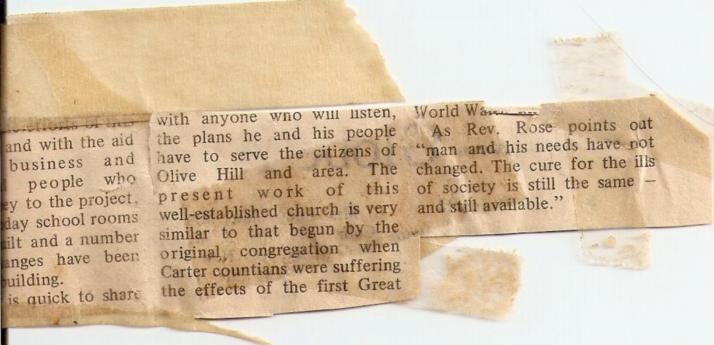 and with the aid
business and
people who
to the project.
day school rooms
and a number
have been
is quick to share
with anyone who will listen,
the plans he and his people
have to serve the citizens of
Olive Hill and area. The
present work of this
well-established church is very
similar to that begun by the
original, congregation when
Carter countians were suffering
the effects of the first Great
World
As Rev. Rose points out
“man and his needs have not
changed. The cure for the ills
of society is still the same —
and still available.”